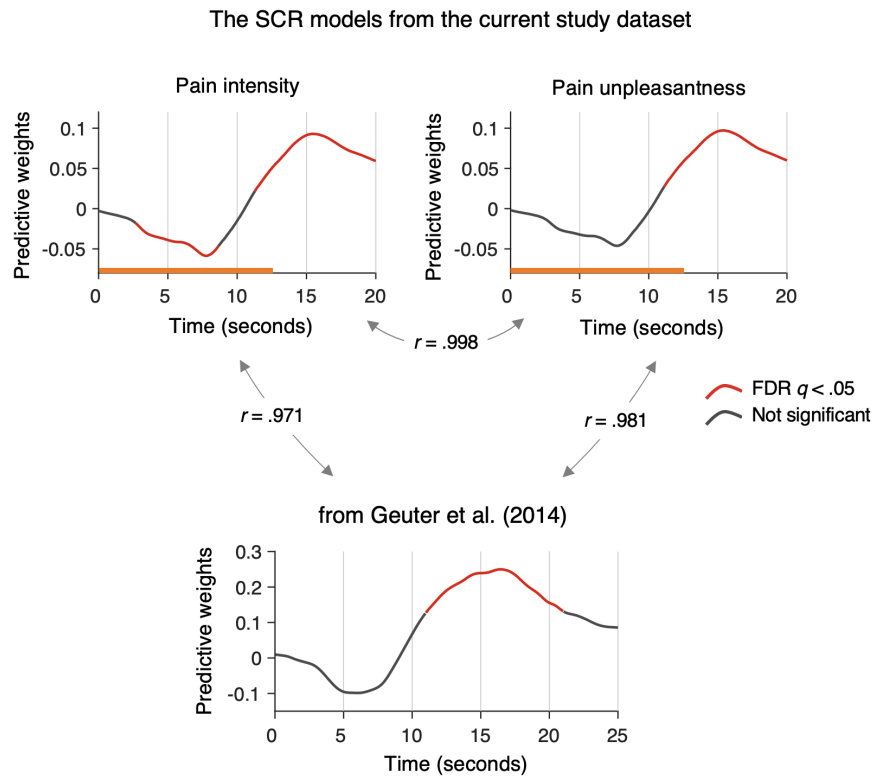 The SCR models from the current study dataset
Pain intensity
Predictive weights
0.1
0.05
0
-0.05
0 5 10 15 20
Time (seconds)
Pain unpleasantness
Predictive weights
0.1
0.05
0
-0.05
0 5 10 15 20
Time (seconds)
r = .998
r = .971
r = .981
FDR q < .05
Not significant
from Geuter et al. (2014)
Predictive weights
0.3
0.2
0.1
0
-0.1
0 5 10 15 20 25
Time (seconds)